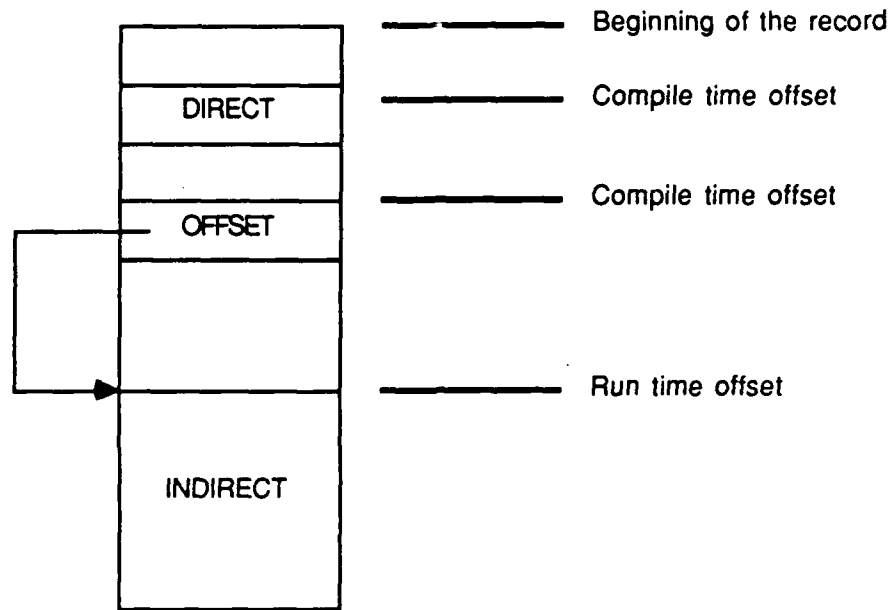 Beginning of the record
DIRECT
Compile time offset
Compile time offset
OFFSET
Run time offset
INDIRECT